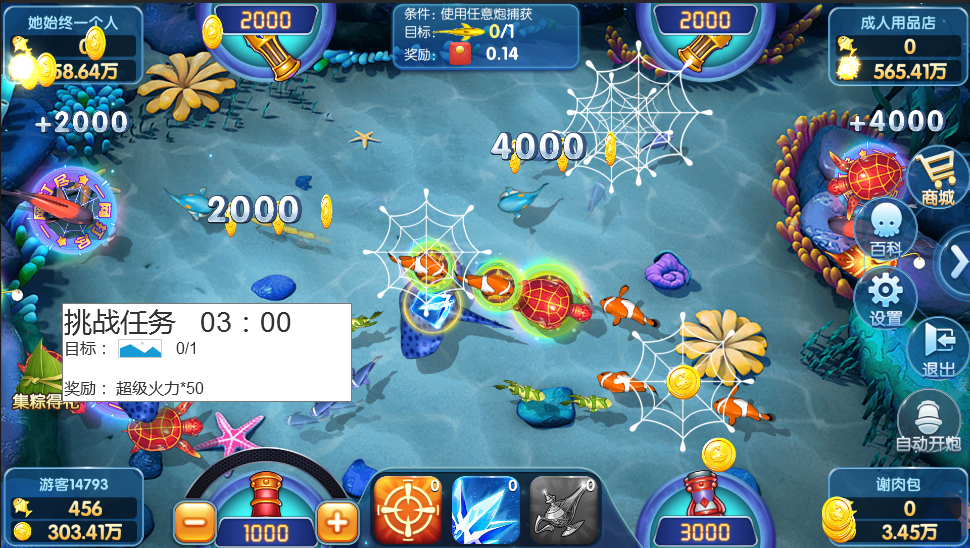 她始终一个人
0
58.64万
2000
条件：使用任意炮捕获
目标： 0/1
奖励： 0.14
2000
成人用品店
0
565.41万
+2000
4000
+4000
2000
商城
百科
挑战任务 03：00
目标： 0/1
奖励：超级火力*50
设置
退出
集粽得礼
自动开炮
游客14793
456
303.41万
1000
0
0
0
3000
谢肉包
0
3.45万